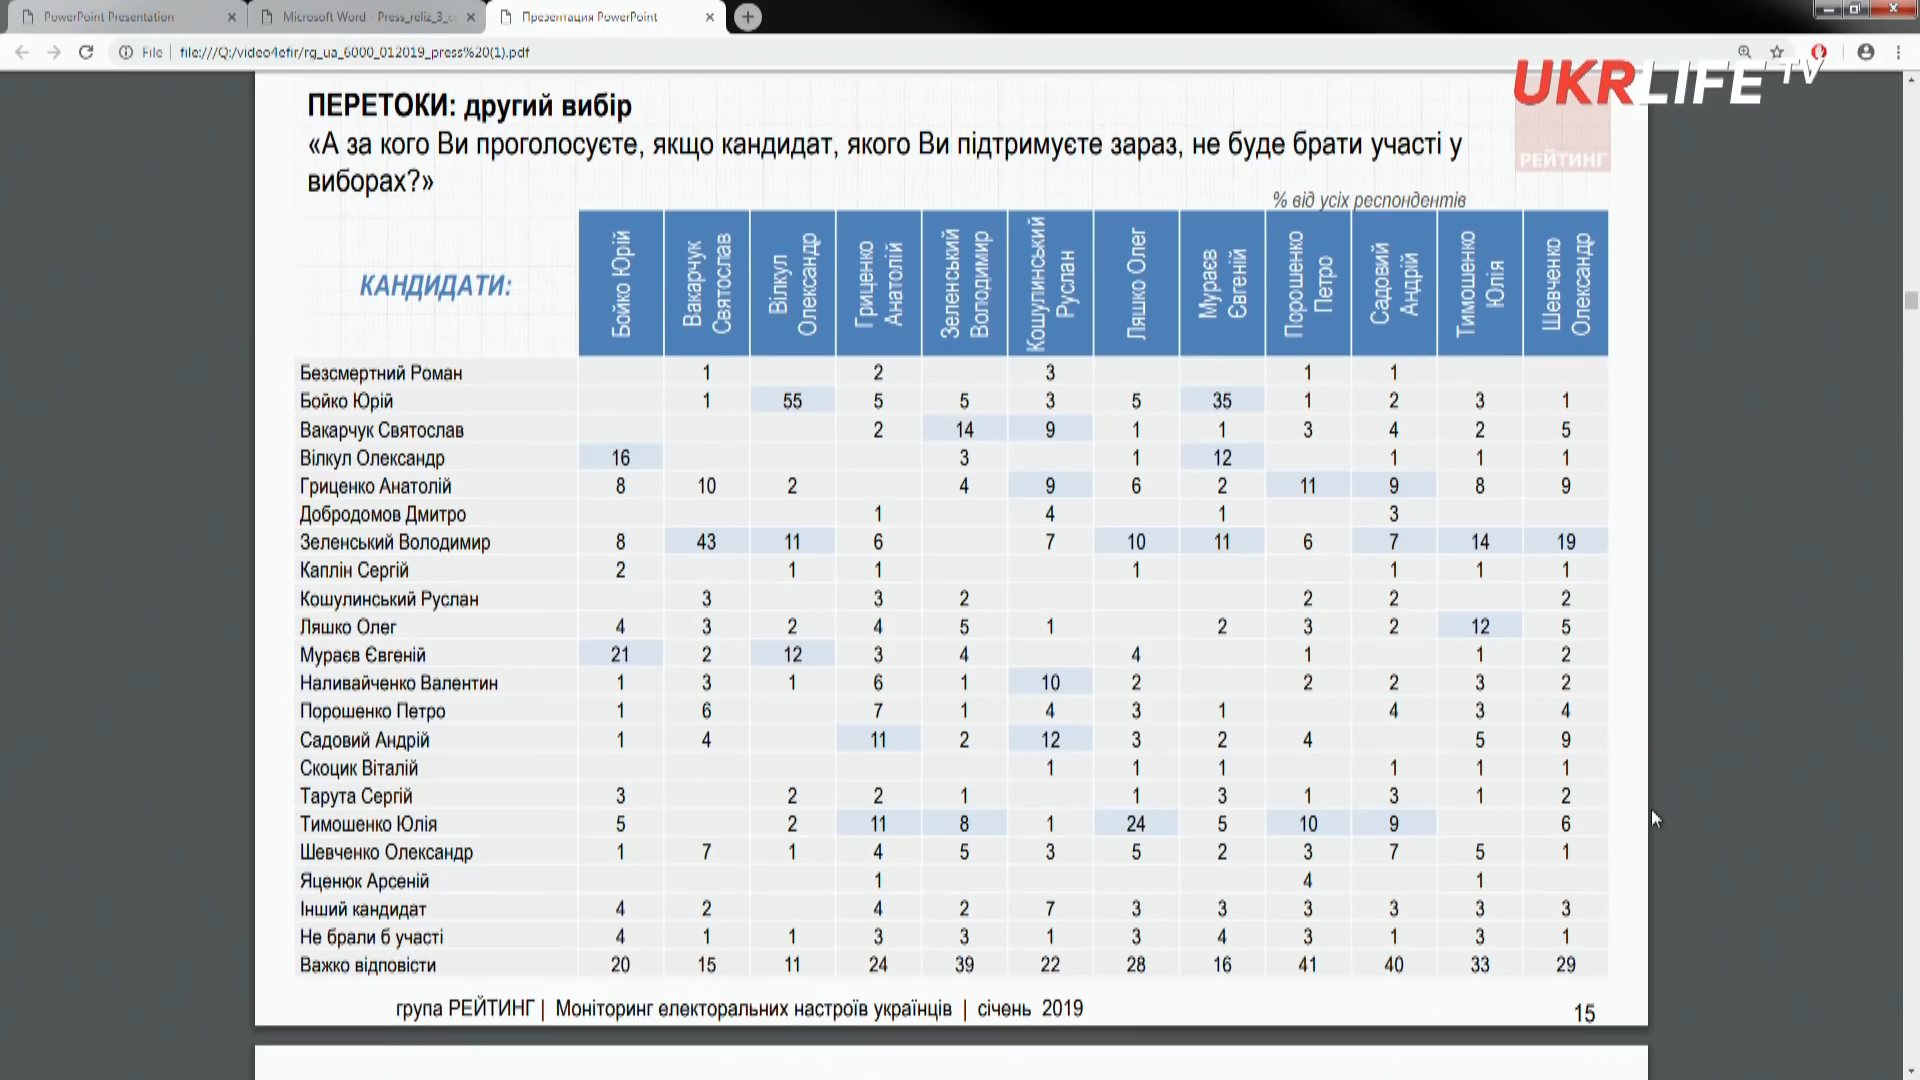 PowerPoint Presentation
Microsoft Word - Press_reliz_3_c
Презентация PowerPoint
File file:///Q:/video4efir/rg_ua_6000_012019_press%20(1).pdf
UKRLIFE TV
РЕЙТИНГ
ПЕРЕТОКИ: другий вибір
«А за кого Ви проголосуєте, якщо кандидат, якого Ви підтримуєте зараз, не буде брати участі у
виборах?»
% від усіх респондентів
КАНДИДАТИ:
Бойко Юрій
Вакарчук Святослав
Вілкул Олександр
Гриценко Анатолій
Зеленський Володимир
Кошулинський Руслан
Ляшко Олег
Мураєв Євгеній
Порошенко Петро
Садовий Андрій
Тимошенко Юлія
Шевченко Олександр
Безсмертний Роман 1 2 3 1 1
Бойко Юрій 1 55 5 5 3 5 35 1 2 3 1
Вакарчук Святослав 2 14 9 1 1 3 4 2 5
Вілкул Олександр 16 3 1 12 1 1 1
Гриценко Анатолій 8 10 2 4 9 6 2 11 9 8 9
Добродомов Дмитро 1 4 1 3
Зеленський Володимир 8 43 11 6 7 10 11 6 7 14 19
Каплін Сергій 2 1 1 1 1 1 1
Кошулинський Руслан 3 3 2 2 2 2
Ляшко Олег 4 3 2 4 5 1 2 3 2 12 5
Мураєв Євгеній 21 2 12 3 4 4 1 1 2
Наливайченко Валентин 1 3 1 6 1 10 2 2 2 3 2
Порошенко Петро 1 6 7 1 4 3 1 4 3 4
Садовий Андрій 1 4 11 2 12 3 2 4 5 9
Скоцик Віталій 1 1 1 1 1 1
Тарута Сергій 3 2 2 1 1 3 1 3 1 2
Тимошенко Юлія 5 2 11 8 1 24 5 10 9 6
Шевченко Олександр 1 7 1 4 5 3 5 2 3 7 5 1
Яценюк Арсеній 1 4 1
Інший кандидат 4 2 4 2 7 3 3 3 3 3 3
Не брали б участі 4 1 1 3 3 1 3 4 3 1 3 1
Важко відповісти 20 15 11 24 39 22 28 16 41 40 33 29
група РЕЙТИНГ | Моніторинг електоральних настроїв українців | січень 2019
15